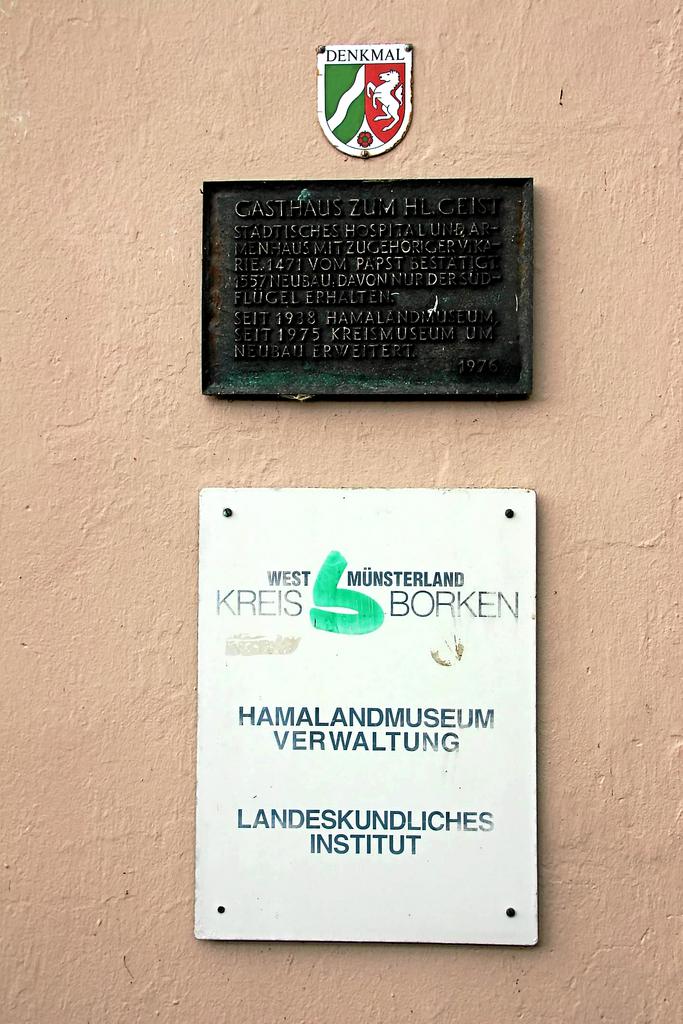 DENKMAL
GASTHAUS ZUM HL. GEIST
STÄDTISCHES HOSPITAL UND AR-
MENHAUS MIT ZUGEHÖRIGER VIKA-
RIE. 1471 VOM PAPST BESTÄTIGT
1557 NEUBAU, DAVON NUR DER SÜD-
FLÜGEL ERHALTEN.
SEIT 1938 HAMALANDMUSEUM,
SEIT 1975 KREISMUSEUM UM
NEUBAU ERWEITERT.
1976
WEST MÜNSTERLAND
KREIS BORKEN
HAMALANDMUSEUM
VERWALTUNG
LANDESKUNDLICHES
INSTITUT